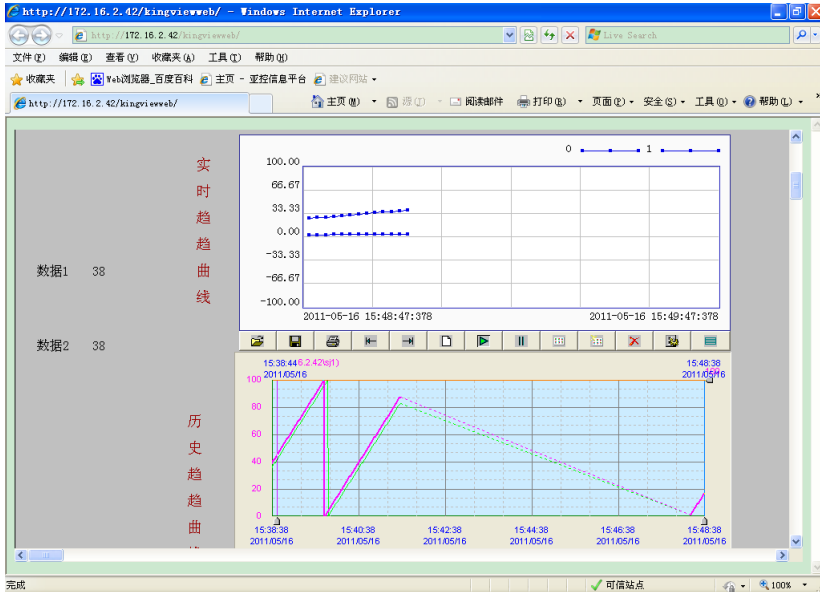 http://172.16.2.42/kingviewweb/ - Windows Internet Explorer
http://172.16.2.42/kingviewweb/
Live Search
文件(F) 编辑(E) 查看(V) 收藏夹(A) 工具(T) 帮助(H)
收藏夹 Web浏览器_百度百科 主页 - 亚控信息平台 建议网站
http://172.16.2.42/kingviewweb/ 主页(M) 源(J) 阅读邮件 打印(R) 页面(P) 安全(S) 工具(O) 帮助(L) »
0 1
实时趋趋曲线
100.00
66.67
33.33
0.00
-33.33
-66.67
-100.00
2011-05-16 15:48:47:378 2011-05-16 15:49:47:378
数据1 38
数据2 38
15:38:44 6.2.42\sj1) 15:48:38
2011/05/16 2011/05/16
历史趋趋曲
100
80
60
40
20
0
15:38:38 15:40:38 15:42:38 15:44:38 15:46:38 15:48:38
2011/05/16 2011/05/16 2011/05/16 2011/05/16 2011/05/16 2011/05/16
完成 可信站点 100%